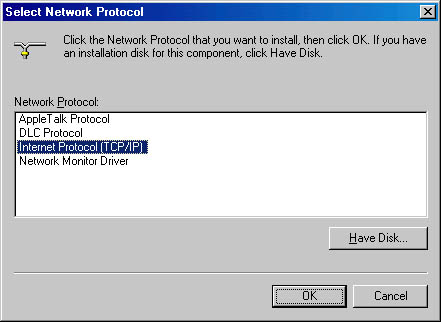 Select Network Protocol
Click the Network Protocol that you want to install, then click OK. If you have
an installation disk for this component, click Have Disk.
Network Protocol:
AppleTalk Protocol
DLC Protocol
Internet Protocol (TCP/IP)
Network Monitor Driver
Have Disk...
OK
Cancel